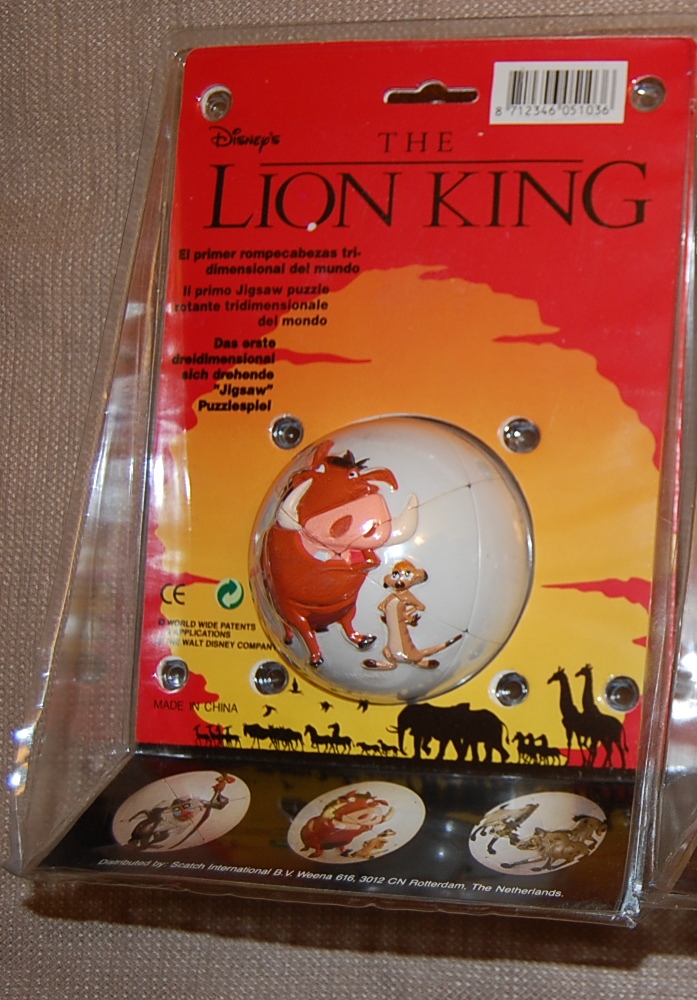 8 712346 051036
Disney's
THE
LION KING
El primer rompecabezas tri-
dimensional del mundo
Il primo Jigsaw puzzle
rotante tridimensionale
del mondo
Das erste
dreidimensional
sich drehende
"Jigsaw"
Puzzlespiel
CE
WORLD WIDE PATENTS
APPLICATIONS
WALT DISNEY COMPAN
MADE IN CHINA
Distributed by: Scatch International B.V. Weena 616, 3012 CN Rotterdam, The Netherlands.